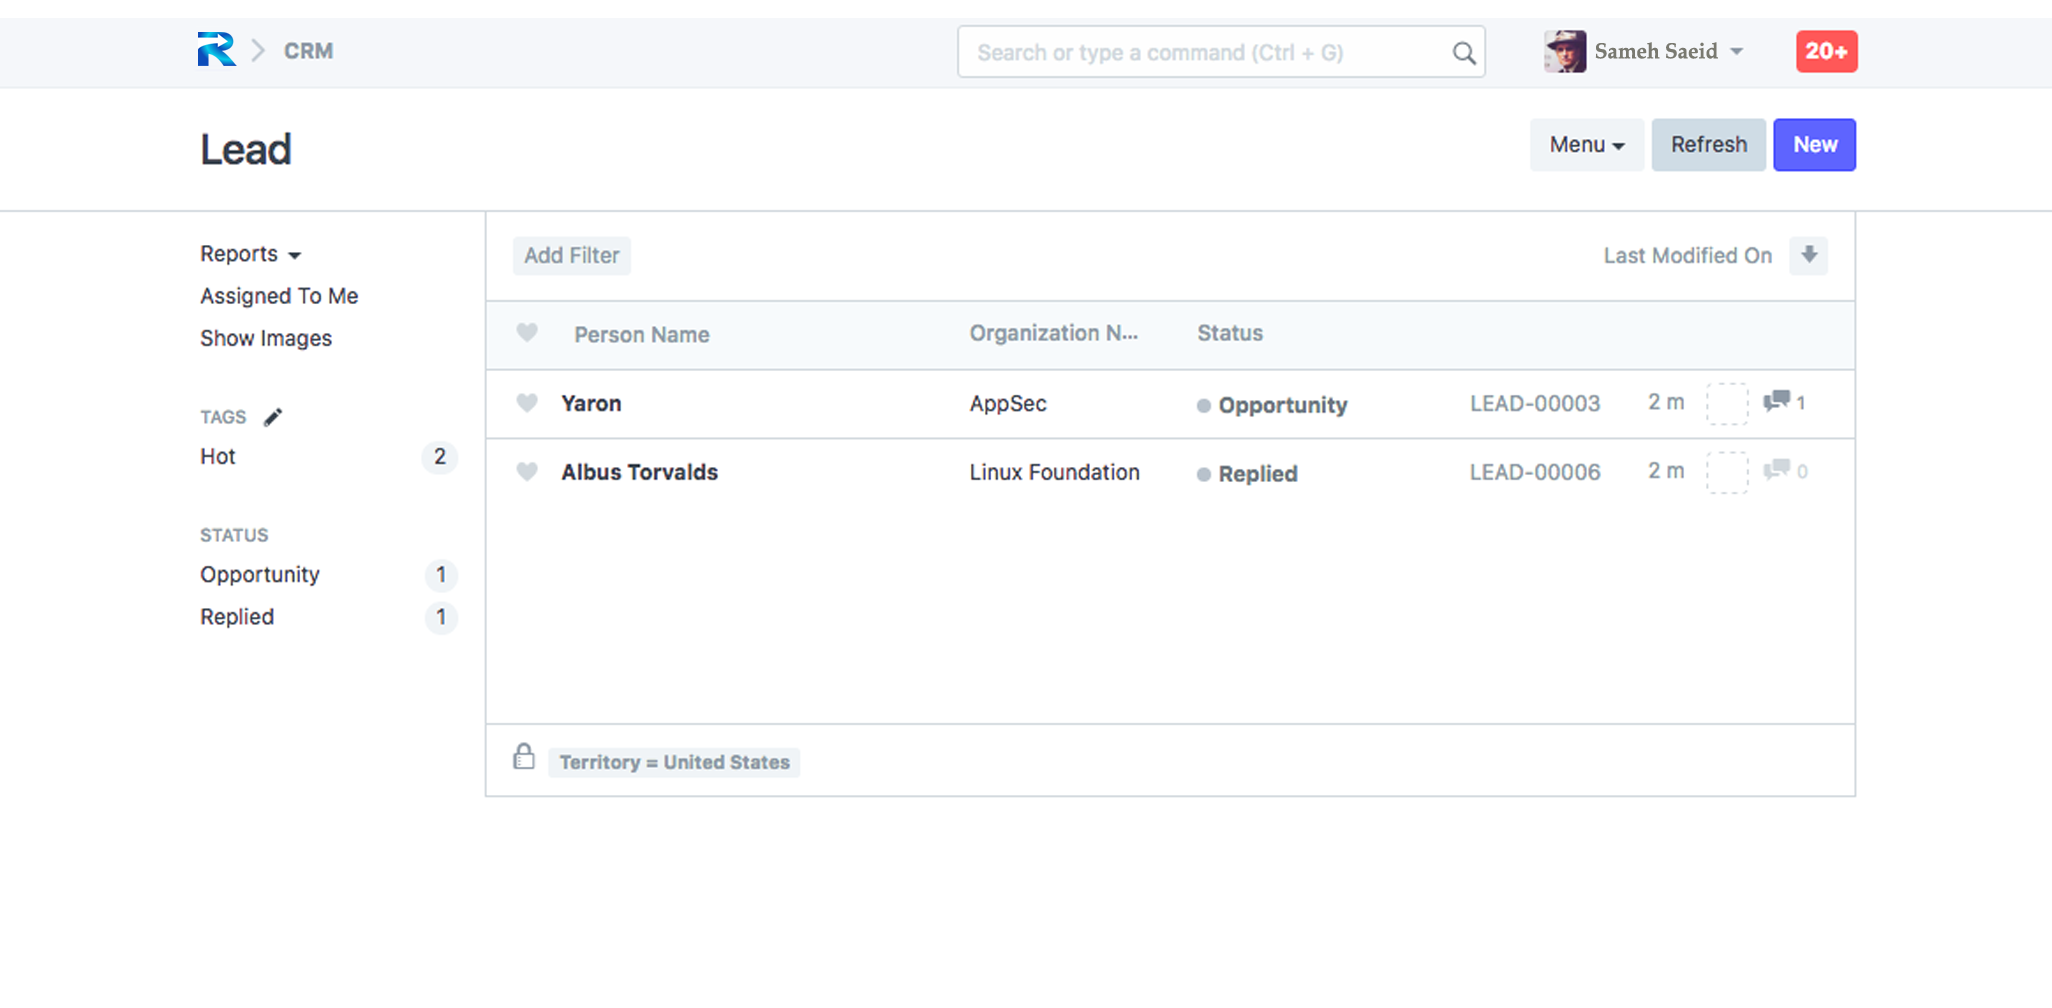 CRM
Search or type a command (Ctrl + G)
Sameh Saeid
20+
Lead
Menu
Refresh
New
Reports
Assigned To Me
Show Images
TAGS
Hot 2
STATUS
Opportunity 1
Replied 1
Add Filter
Last Modified On
Person Name Organization N... Status
Yaron AppSec Opportunity LEAD-00003 2 m 1
Albus Torvalds Linux Foundation Replied LEAD-00006 2 m 0
Territory = United States